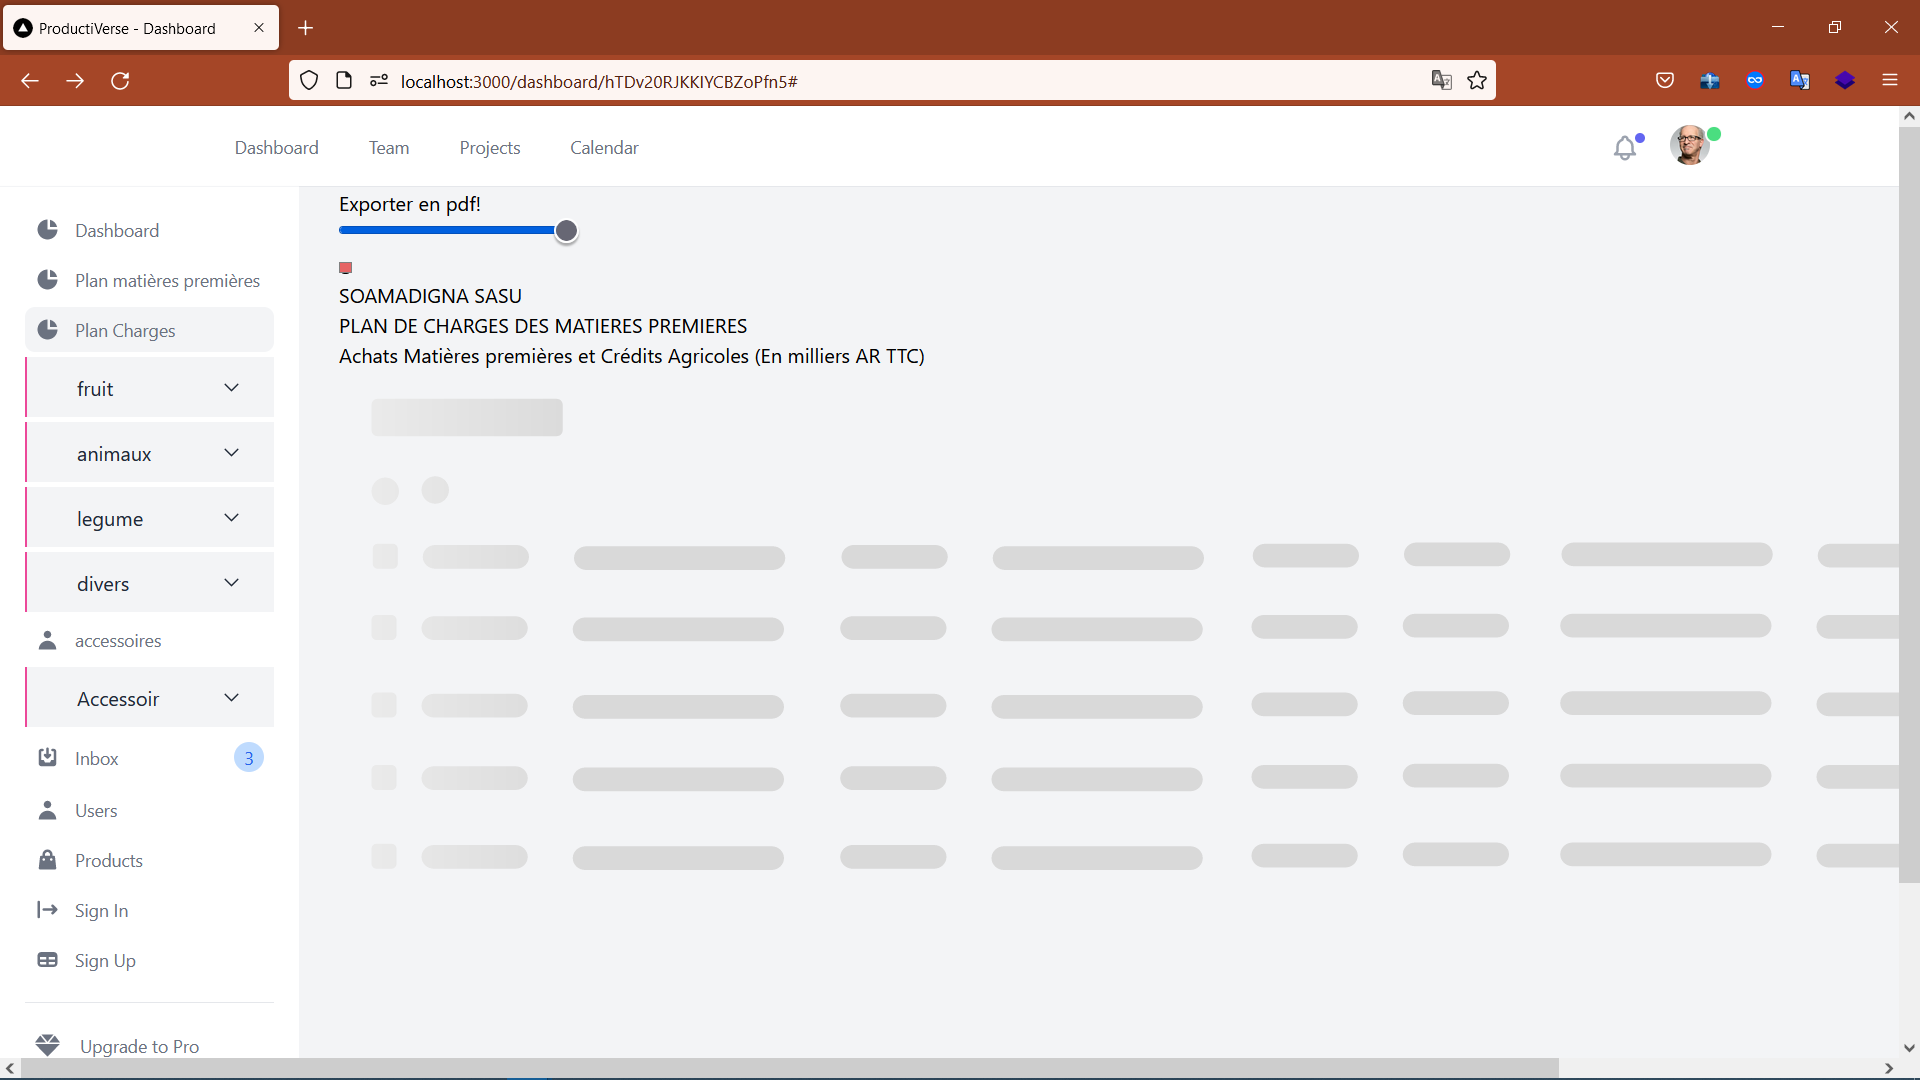 ProductiVerse - Dashboard
localhost:3000/dashboard/hTDv20RJKKIYCBZoPfn5#
Dashboard
Team
Projects
Calendar
Dashboard
Plan matières premières
Plan Charges
fruit
animaux
legume
divers
accessoires
Accessoir
Inbox
3
Users
Products
Sign In
Sign Up
Upgrade to Pro
Exporter en pdf!
SOAMADIGNA SASU
PLAN DE CHARGES DES MATIERES PREMIERES
Achats Matières premières et Crédits Agricoles (En milliers AR TTC)